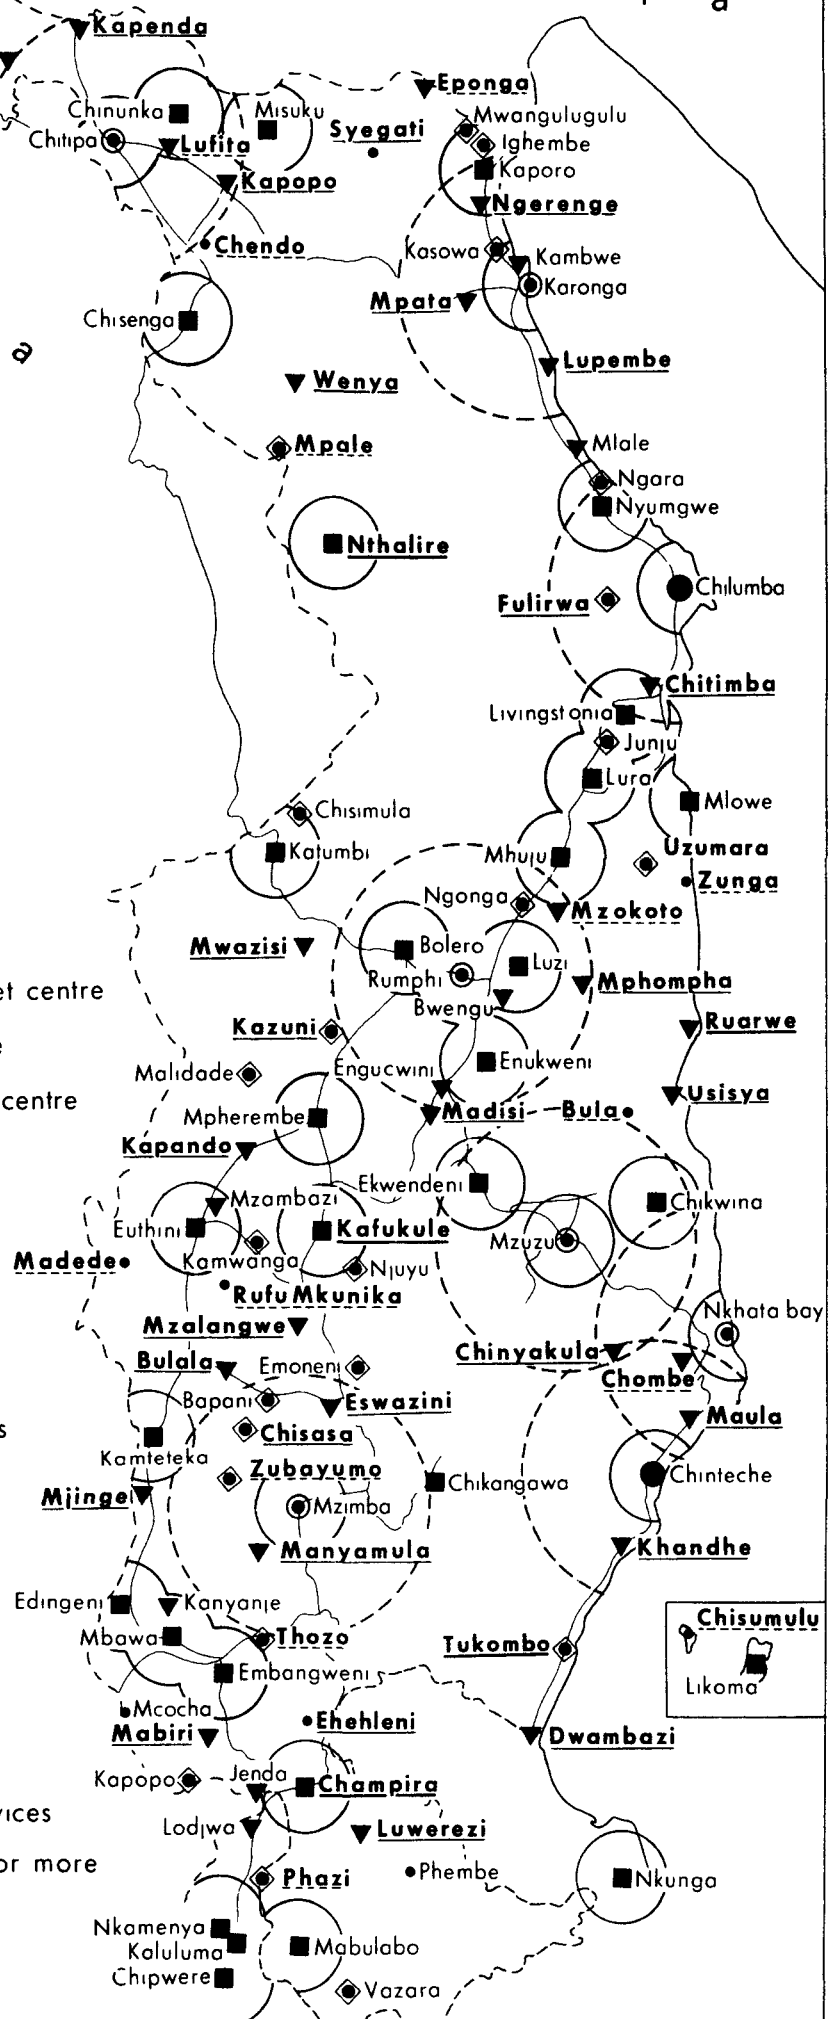 Kapenda
Eponga
Chinunka
Misuku
Mwangulugulu
Chitipa
Lufita
Syegati
Ighembe
Kaporo
Kapopo
Ngerenge
Chendo
Kasowa
Kambwe
Karonga
Mpata
Chisenga
a
Lupembe
Wenya
Mpale
Mlale
Ngara
Nyumgwe
Nthalire
Chilumba
Fulirwa
Chitimba
Livingstonia
Junju
Lura
Mlowe
Chisimula
Katumbi
Mhuju
Uzumara
Zunga
Ngonga
Mzokoto
Mwazisi
Bolero
Luzi
Rumphi
Mphompha
et centre
Bwengu
Kazuni
Ruarwe
Engucwini
Enukweni
Malidade
Usisya
centre
Mpherembe
Madisi
Bula
Kapando
Ekwendeni
Mzambazi
Chikwina
Euthini
Kafukule
Mzuzu
Madede
Kamwanga
Njuyu
Rufu Mkunika
Nkhata bay
Mzalangwe
Chinyakula
Bulala
Emoneni
Chombe
Bapani
Eswazini
Maula
s
Chisasa
Kamteteka
Zubayumo
Chikangawa
Chinteche
Mjinge
Mzimba
Manyamula
Khandhe
Edingeni
Kanyanje
Chisumulu
Mbawa
Thozo
Tukombo
Embangweni
Likoma
Mcocha
Ehehleni
Mabiri
Dwambazi
Kapopo
Jenda
Champira
vices
Lodjwa
Luwerezi
or more
Phazi
Phembe
Nkunga
Nkamenya
Kaluluma
Mabulabo
Chipwere
Vazara